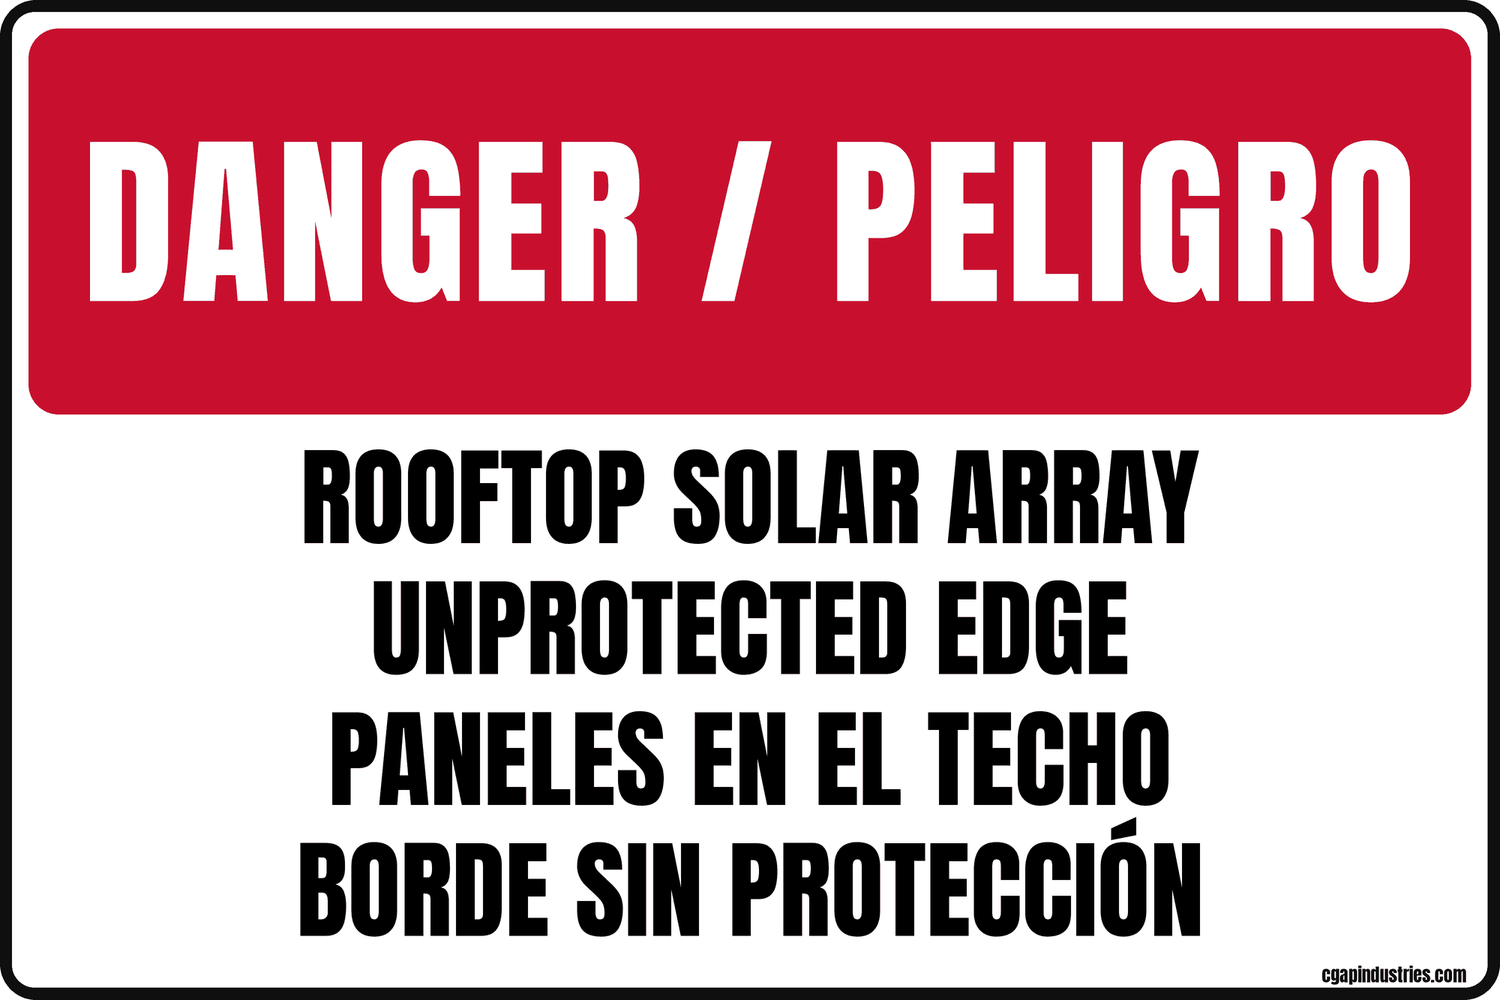 DANGER / PELIGRO
ROOFTOP SOLAR ARRAY
UNPROTECTED EDGE
PANELES EN EL TECHO
BORDE SIN PROTECCIÓN
cgapindustries.com